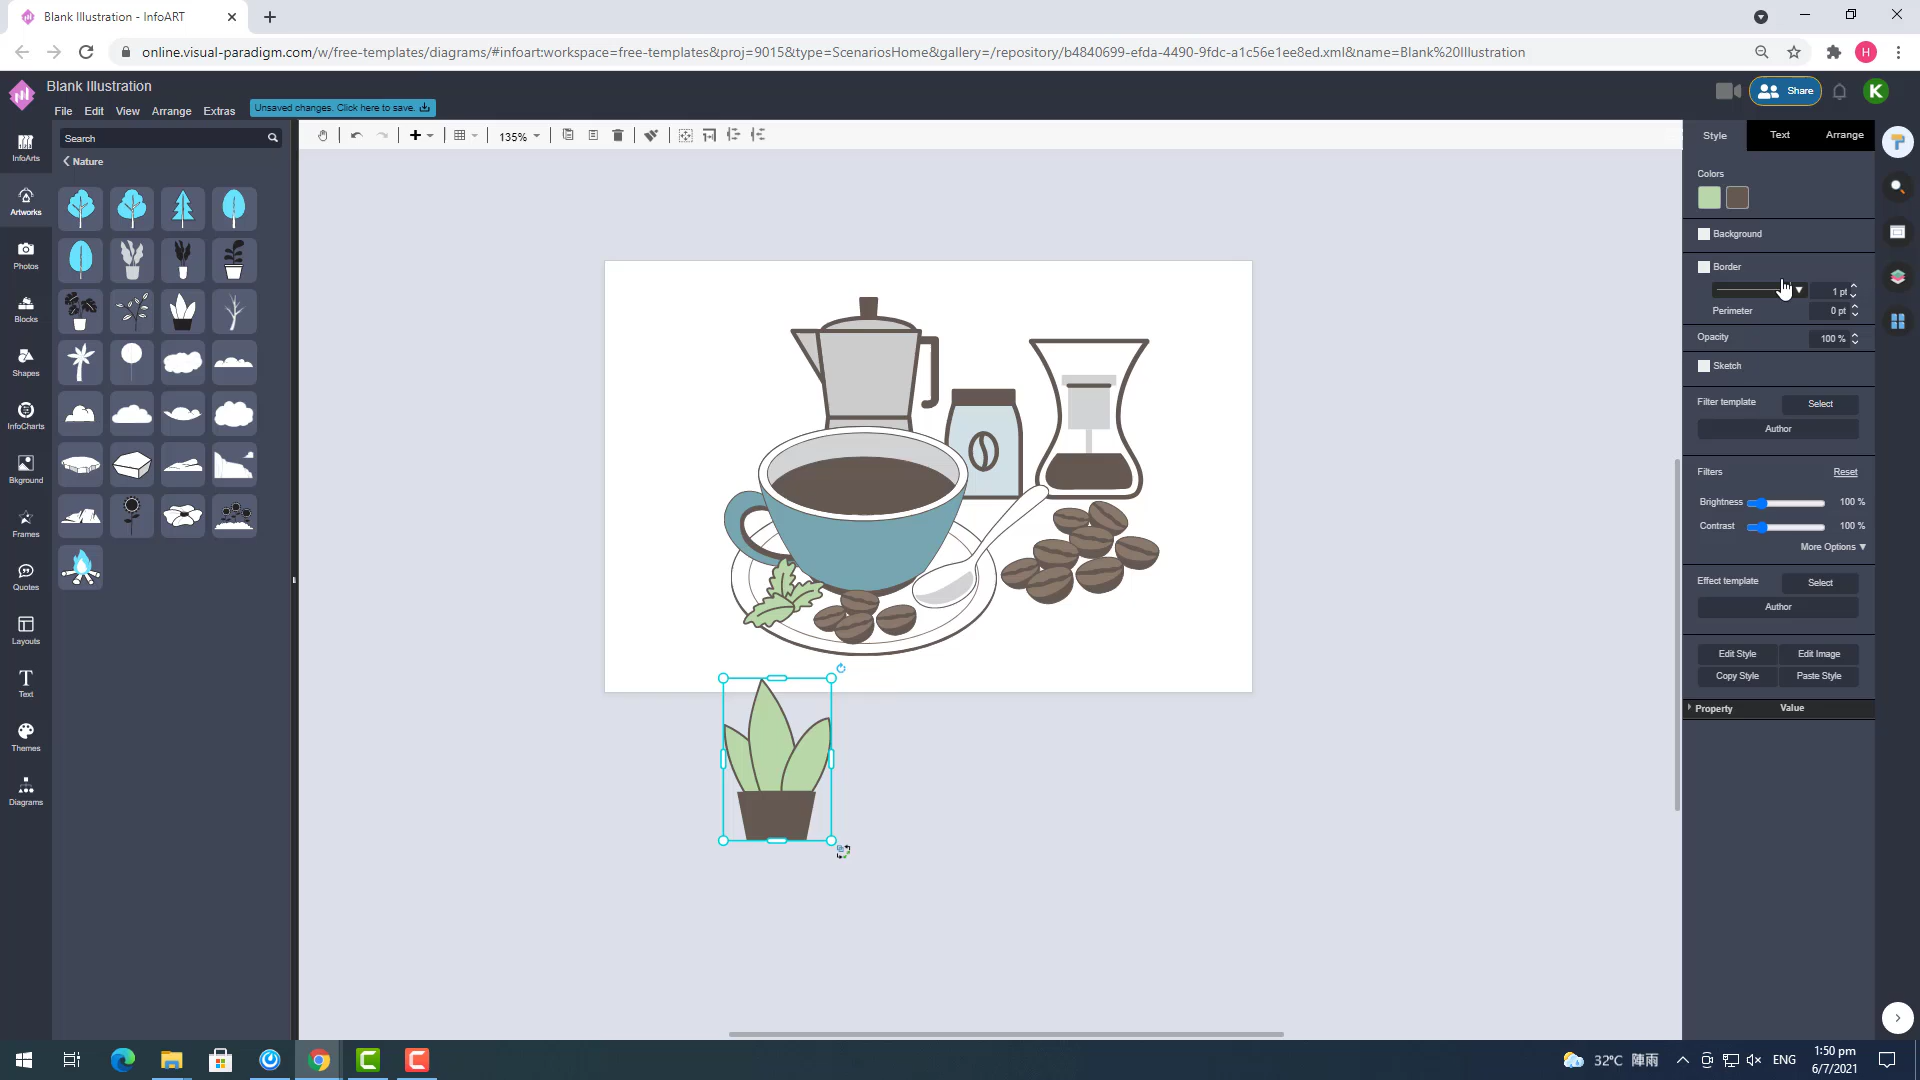 Blank Illustration - InfoART
online.visual-paradigm.com/w/free-templates/diagrams/#infoart:workspace=free-templates&proj=9015&type=ScenariosHome&gallery=/repository/b4840699-efda-4490-9fdc-a1c56e1ee8ed.xml&name=Blank%20Illustration
H
Blank Illustration
File Edit View Arrange Extras
Unsaved changes. Click here to save.
Share
K
Search
Nature
135%
InfoArts
Artworks
Photos
Blocks
Shapes
InfoCharts
Bkground
Frames
Quotes
Layouts
Text
Themes
Diagrams
Style Text Arrange
Colors
Background
Border
1 pt
Perimeter 0 pt
Opacity 100 %
Sketch
Filter template Select
Author
Filters Reset
Brightness 100 %
Contrast 100 %
More Options ▼
Effect template Select
Author
Edit Style Edit Image
Copy Style Paste Style
Property Value
32°C 陣雨
ENG
1:50 pm
6/7/2021